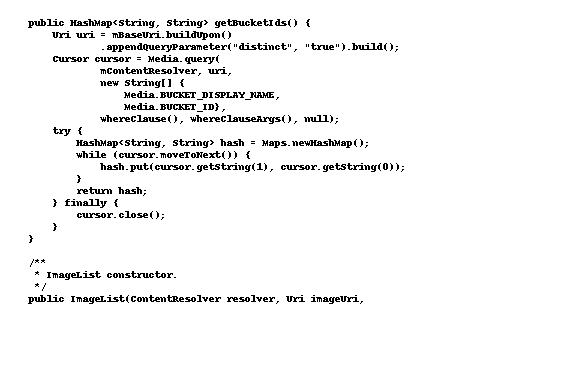 public HashMap<String, String> getBucketIds() {
    Uri uri = mBaseUri.buildUpon()
            .appendQueryParameter("distinct", "true").build();
    Cursor cursor = Media.query(
            mContentResolver, uri,
            new String[] {
                Media.BUCKET_DISPLAY_NAME,
                Media.BUCKET_ID},
            whereClause(), whereClauseArgs(), null);
    try {
        HashMap<String, String> hash = Maps.newHashMap();
        while (cursor.moveToNext()) {
            hash.put(cursor.getString(1), cursor.getString(0));
        }
        return hash;
    } finally {
        cursor.close();
    }
}
/**
 * ImageList constructor.
 */
public ImageList(ContentResolver resolver, Uri imageUri,